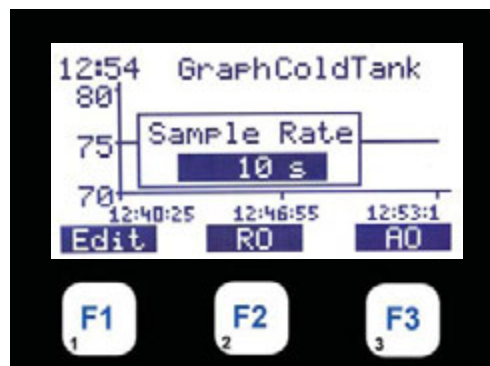 12:54 GraphColdTank
80
75
Sample Rate
10 s
70
12:40:25 12:46:55 12:53:1
Edit RO AO
F1 F2 F3
1 2 3